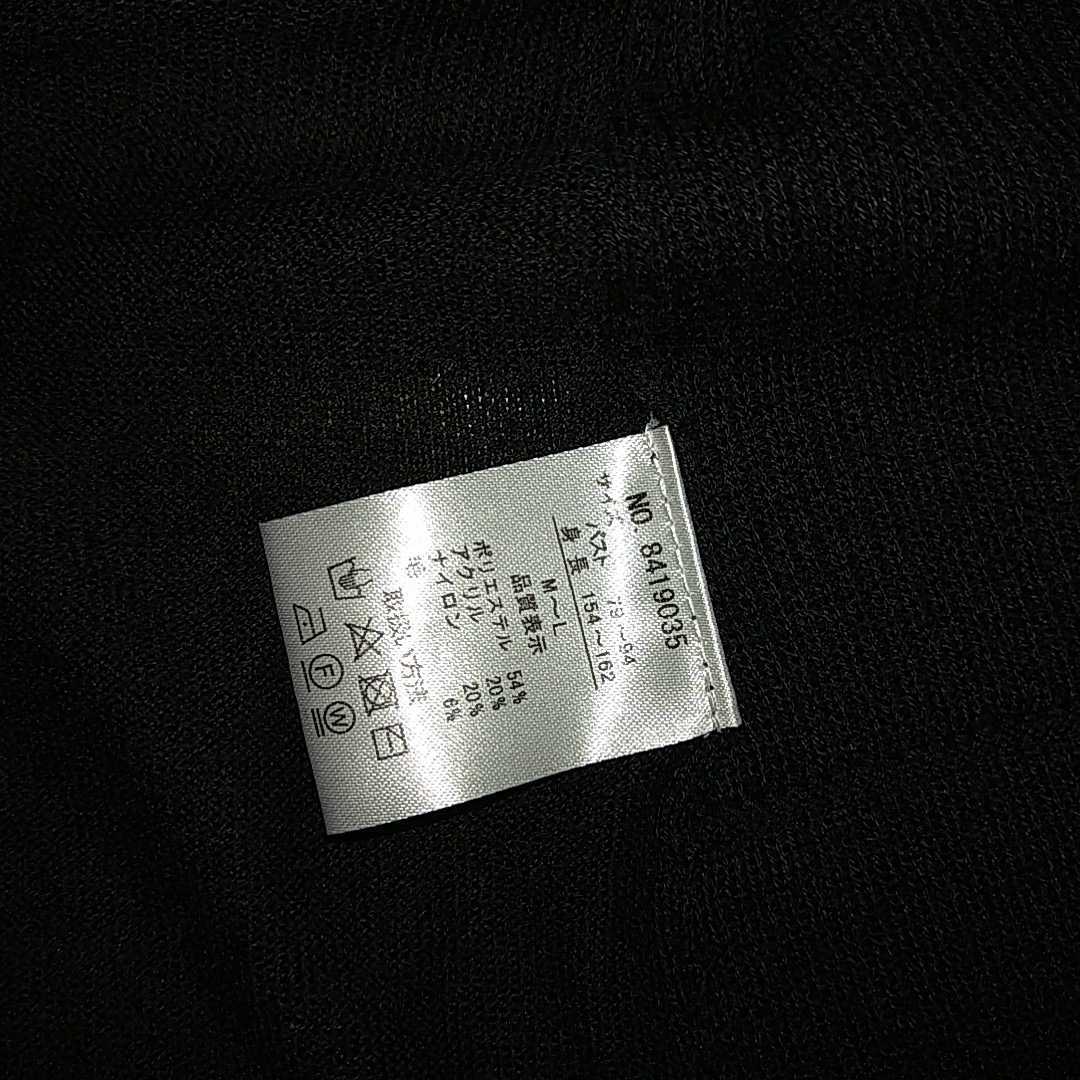 NO. 8419035
サイズ
バスト 79~94
身長 154~162
M~L
品質表示
ポリエステル 54%
アクリル 20%
ナイロン 20%
毛 6%
取扱い方法
F W